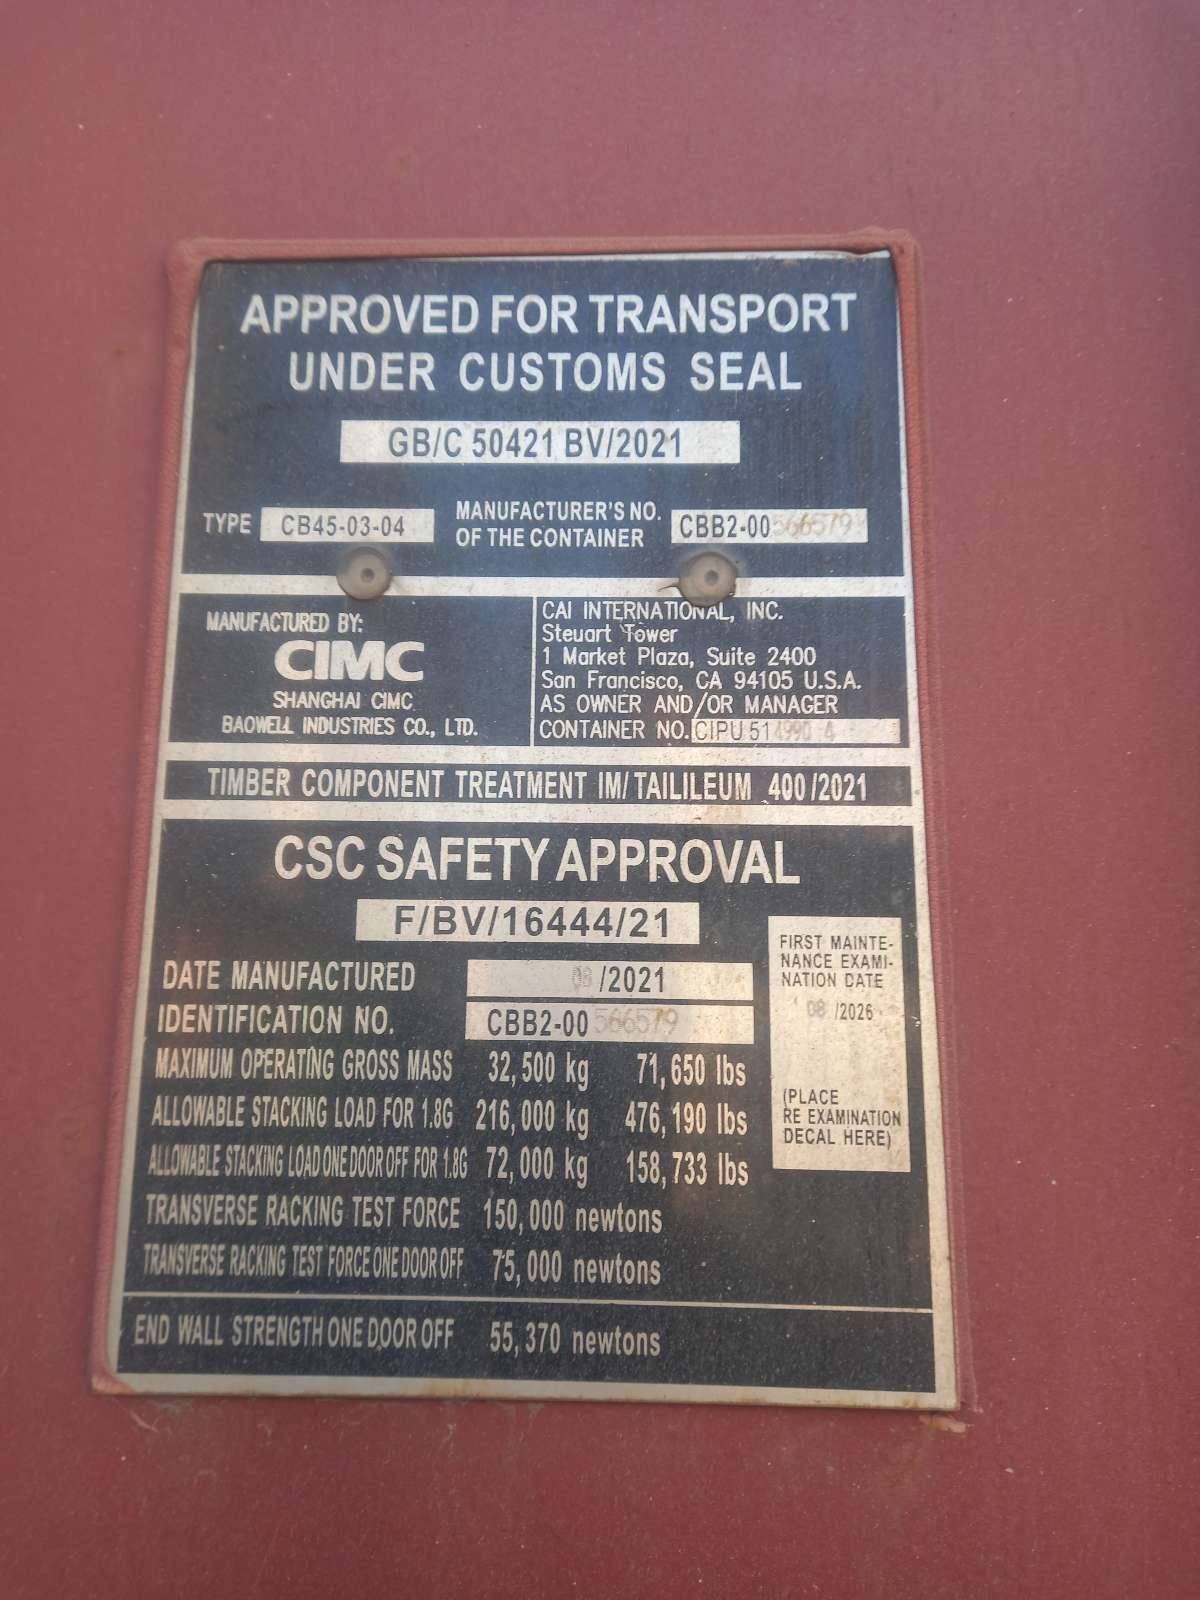 APPROVED FOR TRANSPORT
UNDER CUSTOMS SEAL
GB/C 50421 BV/2021
TYPE CB45-03-04
MANUFACTURER'S NO.
OF THE CONTAINER CBB2-00566579
MANUFACTURED BY:
CIMC
SHANGHAI CIMC
BAOWELL INDUSTRIES CO., LTD.
CAI INTERNATIONAL, INC.
Steuart Tower
1 Market Plaza, Suite 2400
San Francisco, CA 94105 U.S.A.
AS OWNER AND/OR MANAGER
CONTAINER NO. CIPU 514990 4
TIMBER COMPONENT TREATMENT IM/TAILILEUM 400/2021
CSC SAFETY APPROVAL
F/BV/16444/21
DATE MANUFACTURED 08/2021
IDENTIFICATION NO. CBB2-00566579
MAXIMUM OPERATING GROSS MASS 32,500 kg 71,650 lbs
ALLOWABLE STACKING LOAD FOR 1.8G 216,000 kg 476,190 lbs
ALLOWABLE STACKING LOAD ONE DOOR OFF FOR 1.8G 72,000 kg 158,733 lbs
TRANSVERSE RACKING TEST FORCE 150,000 newtons
TRANSVERSE RACKING TEST FORCE ONE DOOR OFF 75,000 newtons
END WALL STRENGTH ONE DOOR OFF 55,370 newtons
FIRST MAINTE-
NANCE EXAMI-
NATION DATE
08 /2026
(PLACE
RE EXAMINATION
DECAL HERE)